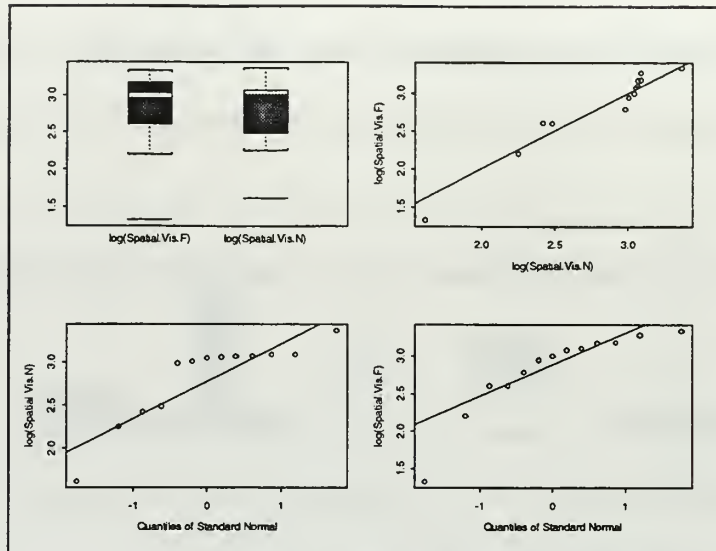 3.0
2.5
2.0
1.5
log(Spatial.Vis.F) log(Spatial.Vis.N)
log(Spatial.Vis.F)
3.0
2.5
2.0
1.5
2.0 2.5 3.0
log(Spatial.Vis.N)
log(Spatial.Vis.N)
3.0
2.5
2.0
-1 0 1
Quantiles of Standard Normal
log(Spatial.Vis.F)
3.0
2.5
2.0
1.5
-1 0 1
Quantiles of Standard Normal